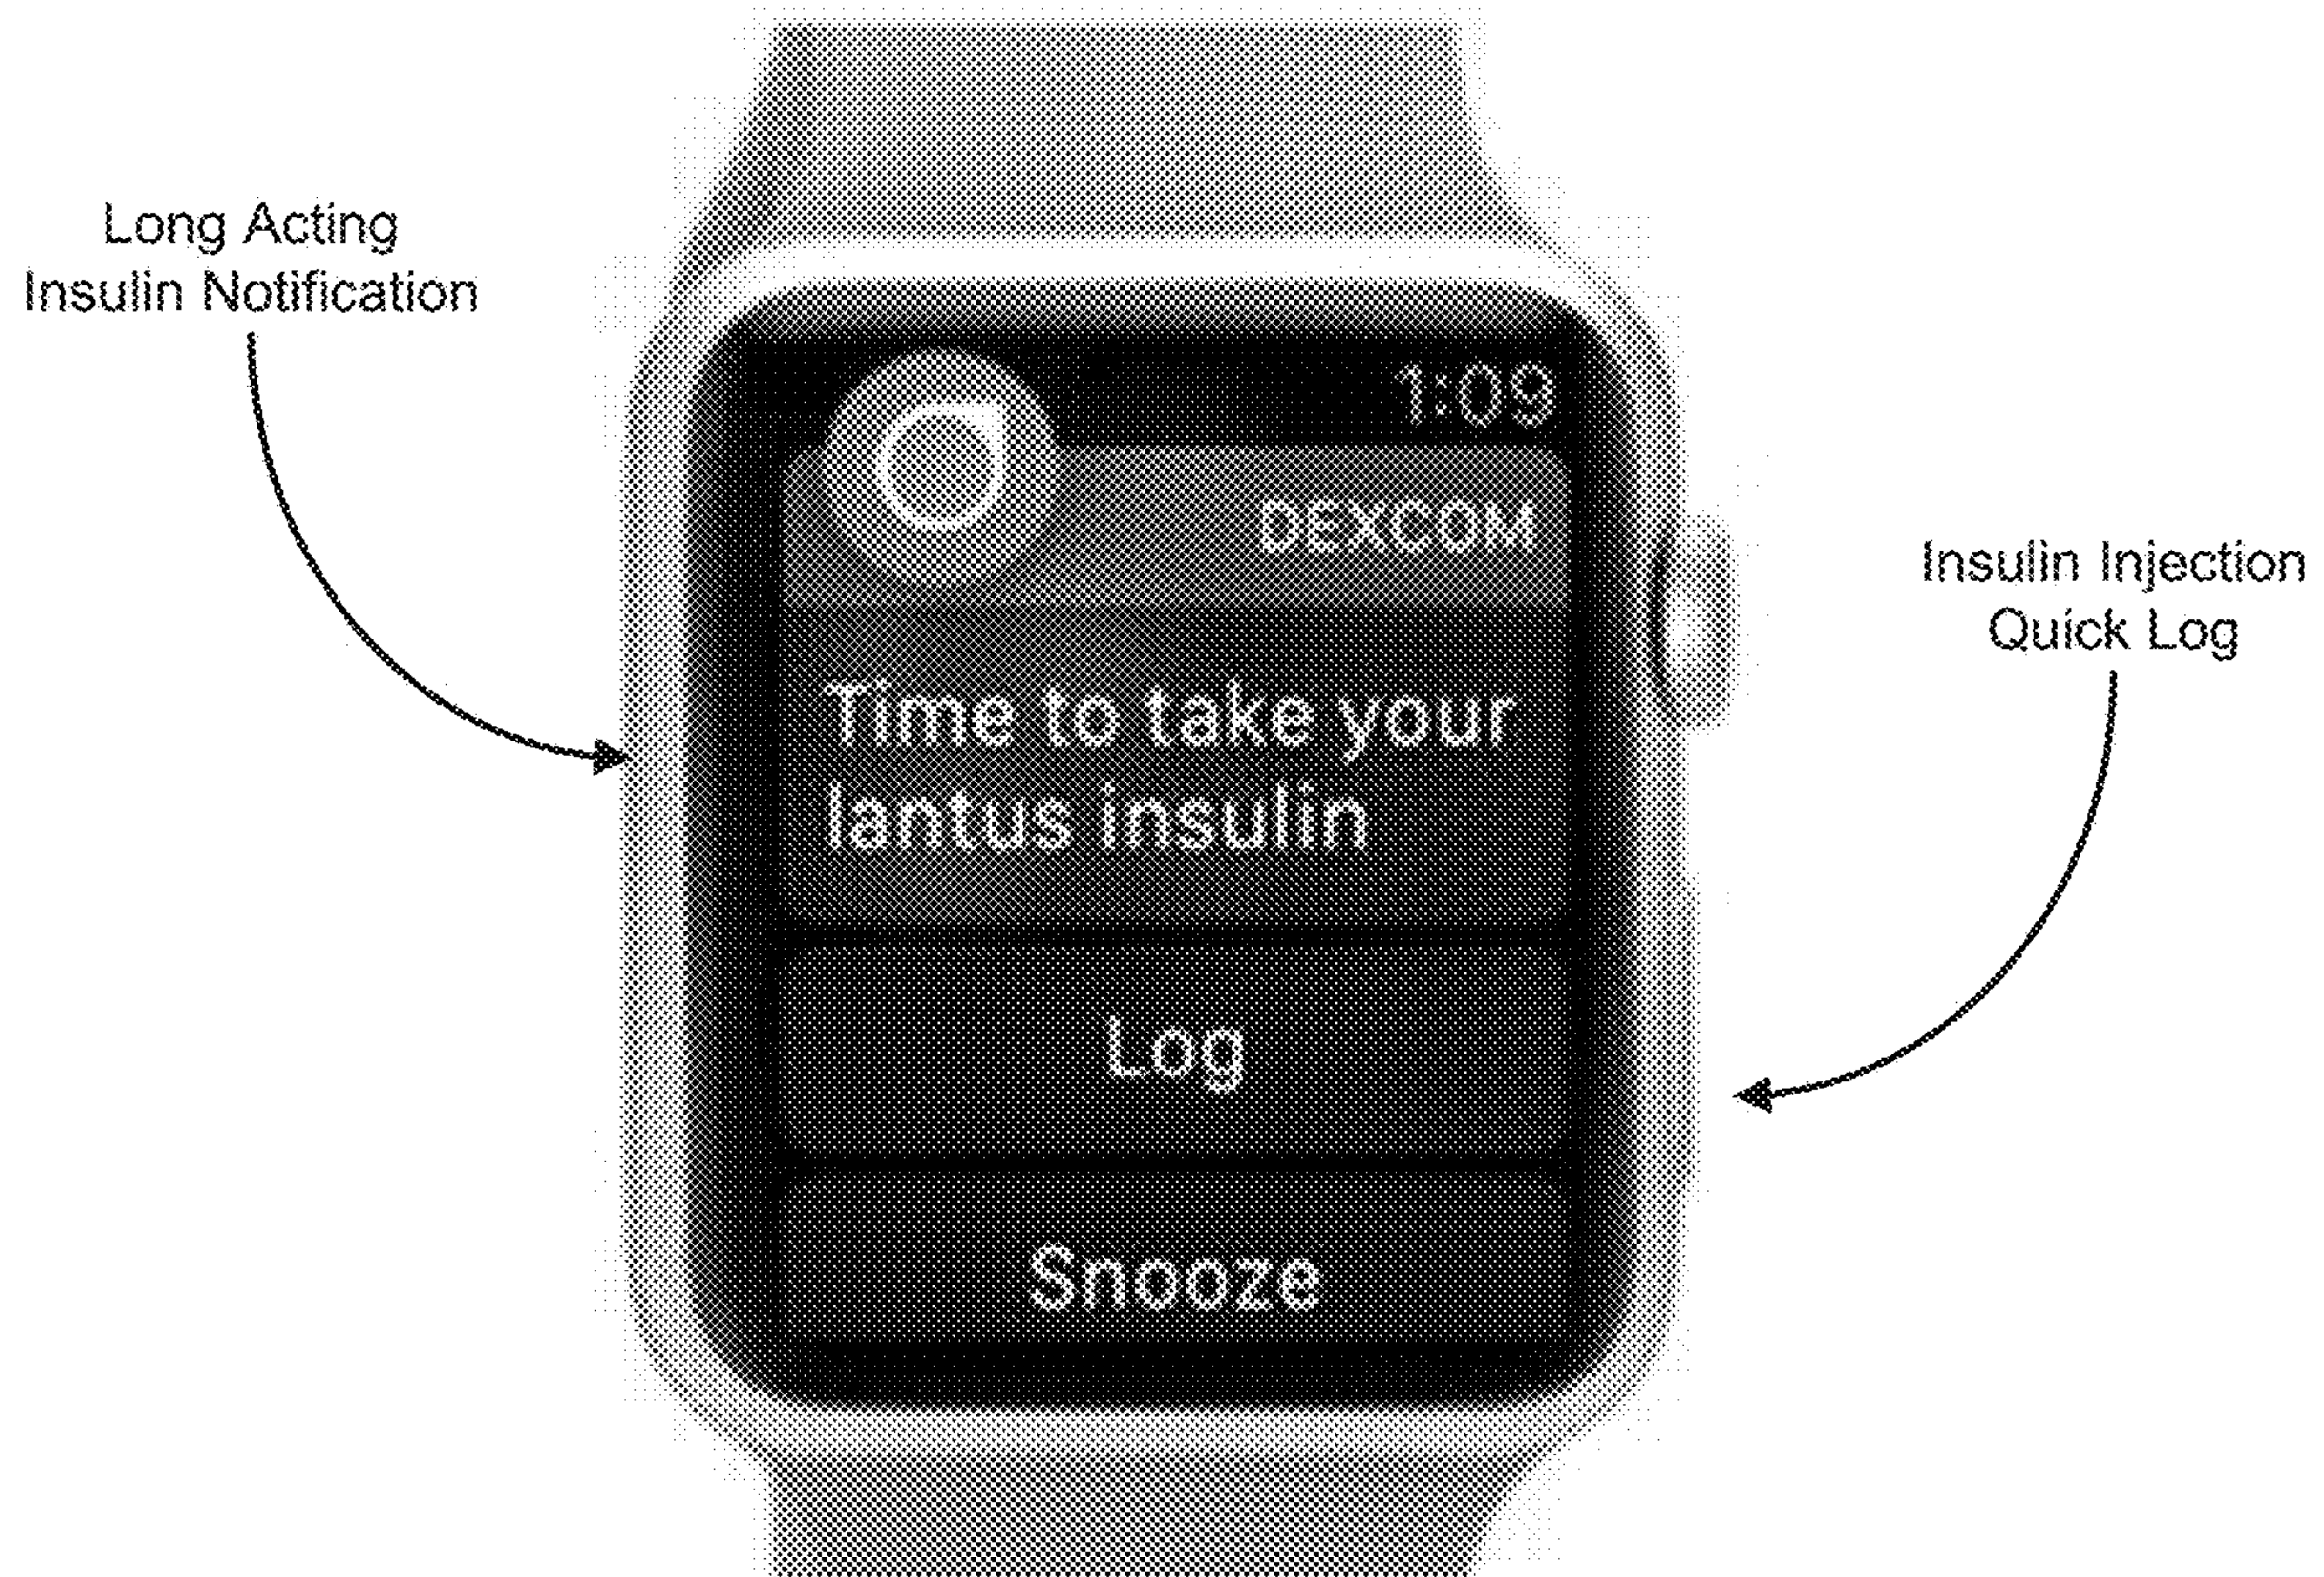 Long Acting
Insulin Notification
1:09
DEXCOM
Insulin Injection
Quick Log
Time to take your
lantus insulin
Log
Snooze